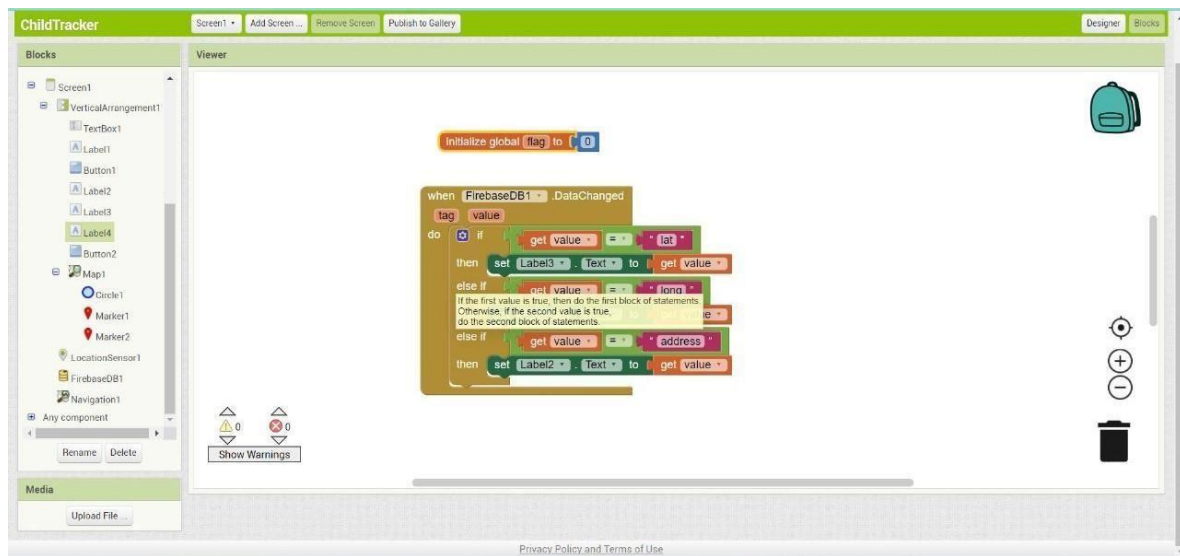 ChildTracker
Screen1
Add Screen ...
Remove Screen
Publish to Gallery
Designer
Blocks
Blocks
Viewer
Screen1
VerticalArrangement1
TextBox1
Label1
Button1
Label2
Label3
Label4
Button2
Map1
Circle1
Marker1
Marker2
LocationSensor1
FirebaseDB1
Navigation1
Any component
Rename Delete
Media
Upload File ...
initialize global flag to 0
when FirebaseDB1 .DataChanged
tag value
do if get value = " lat "
then set Label3 . Text to get value
else if get value = " long "
If the first value is true, then do the first block of statements.
Otherwise, if the second value is true,
do the second block of statements.
else if get value = " address "
then set Label2 . Text to get value
0 0
Show Warnings
Privacy Policy and Terms of Use